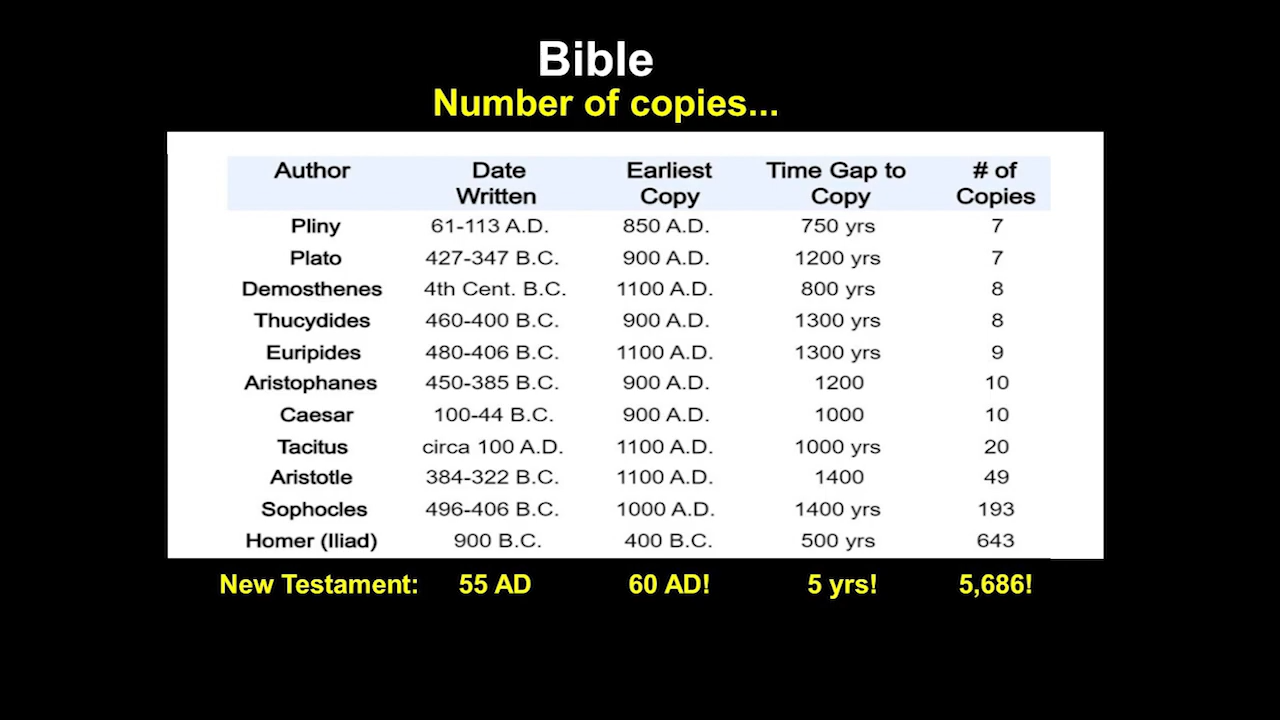 Bible
Number of copies...
Author Date Written Earliest Copy Time Gap to Copy # of Copies
Pliny 61-113 A.D. 850 A.D. 750 yrs 7
Plato 427-347 B.C. 900 A.D. 1200 yrs 7
Demosthenes 4th Cent. B.C. 1100 A.D. 800 yrs 8
Thucydides 460-400 B.C. 900 A.D. 1300 yrs 8
Euripides 480-406 B.C. 1100 A.D. 1300 yrs 9
Aristophanes 450-385 B.C. 900 A.D. 1200 10
Caesar 100-44 B.C. 900 A.D. 1000 10
Tacitus circa 100 A.D. 1100 A.D. 1000 yrs 20
Aristotle 384-322 B.C. 1100 A.D. 1400 49
Sophocles 496-406 B.C. 1000 A.D. 1400 yrs 193
Homer (Iliad) 900 B.C. 400 B.C. 500 yrs 643
New Testament: 55 AD 60 AD! 5 yrs! 5,686!